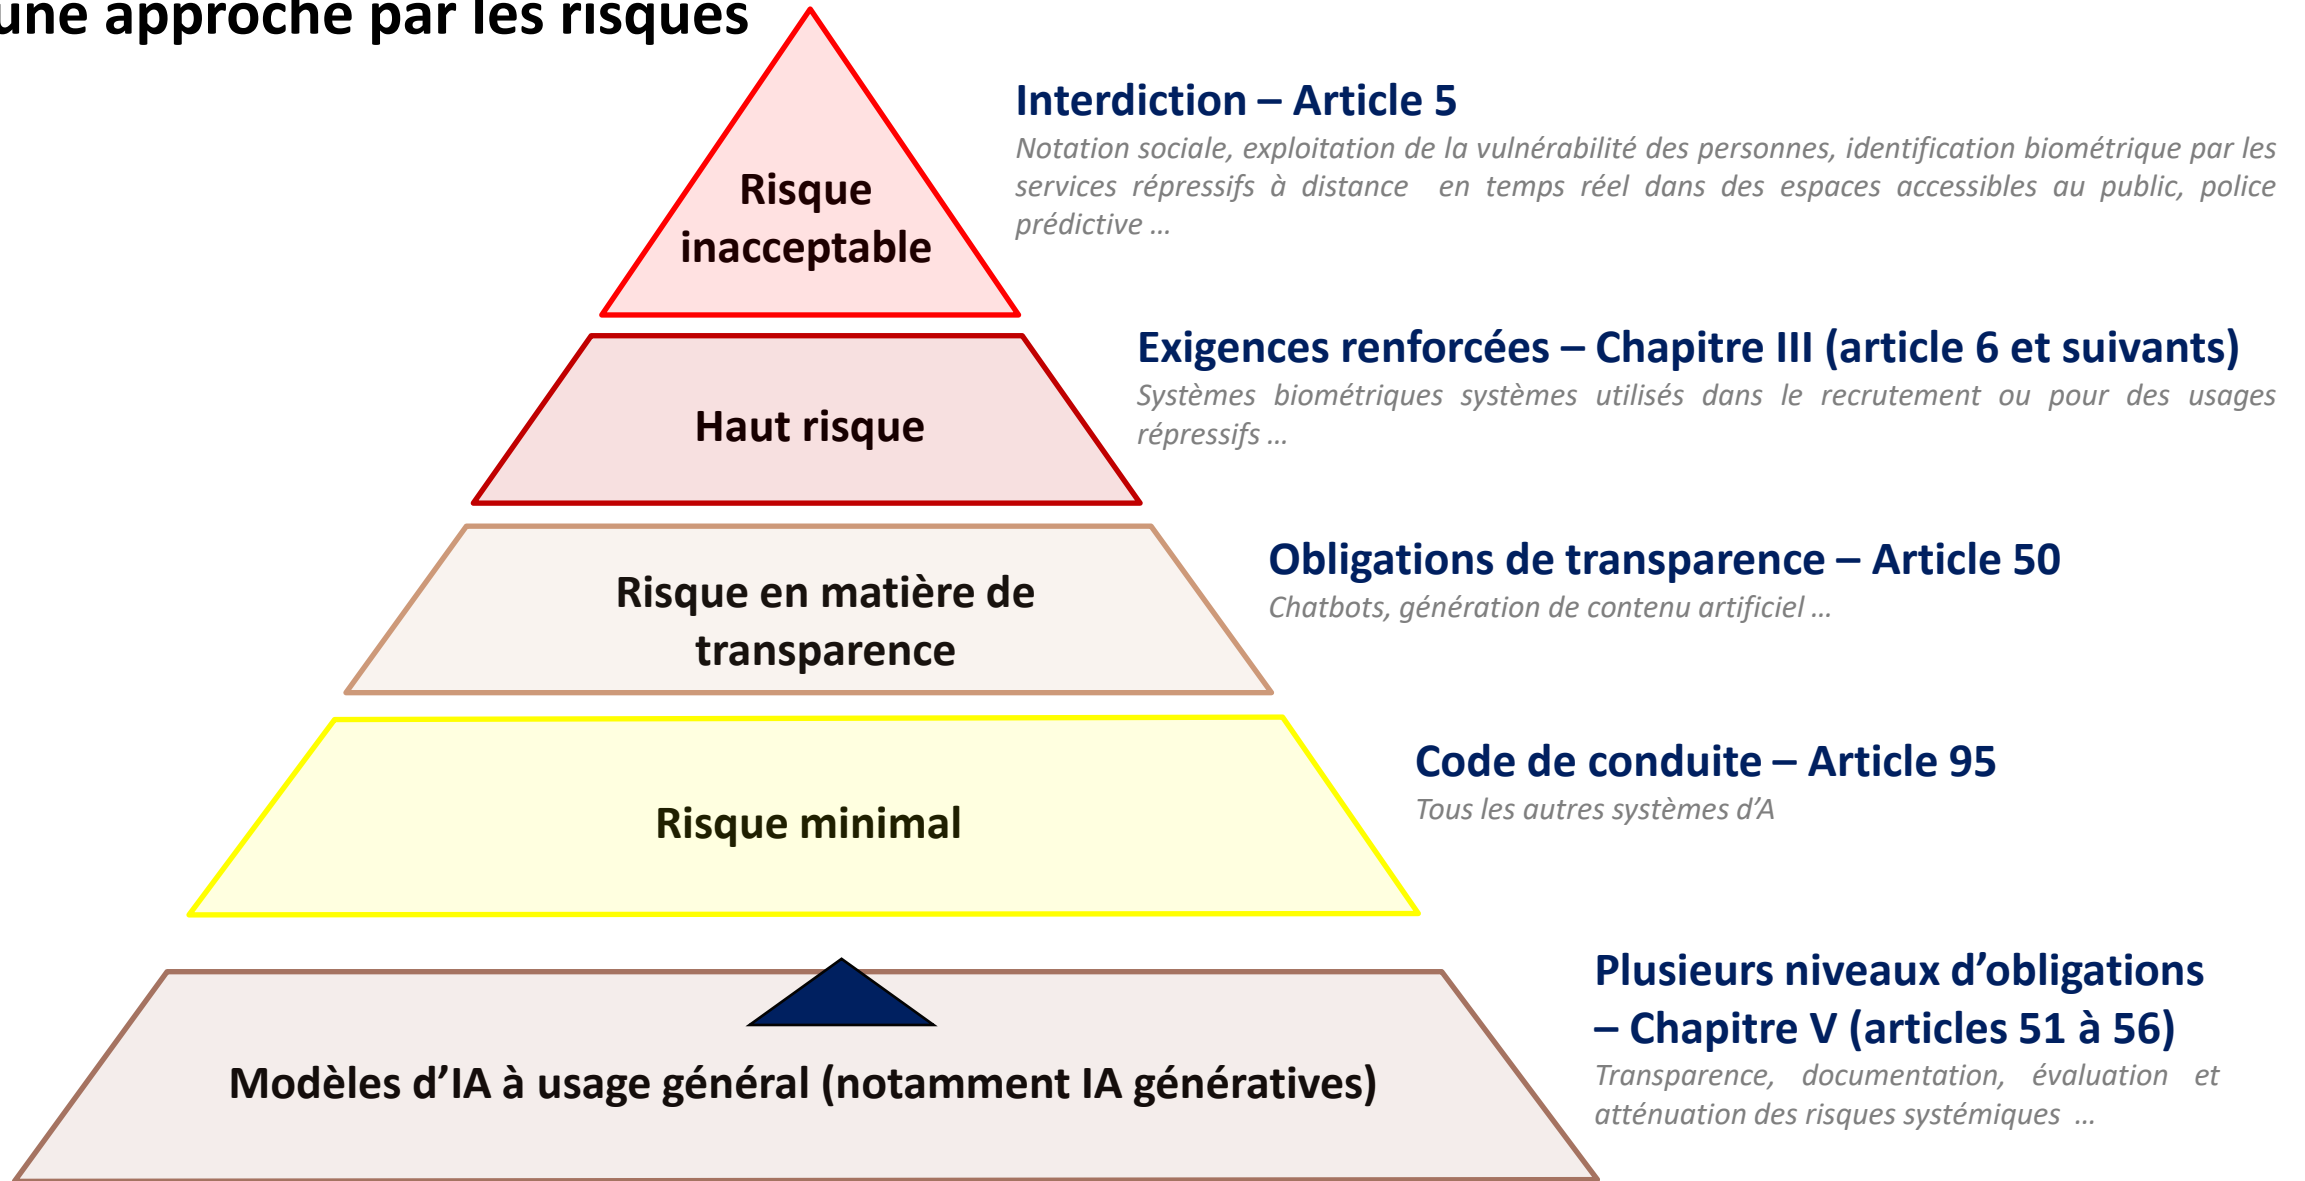 une approche par les risques
Risque
inacceptable
Interdiction – Article 5
Notation sociale, exploitation de la vulnérabilité des personnes, identification biométrique par les
services répressifs à distance en temps réel dans des espaces accessibles au public, police
prédictive ...
Haut risque
Exigences renforcées – Chapitre III (article 6 et suivants)
Systèmes biométriques systèmes utilisés dans le recrutement ou pour des usages
répressifs ...
Risque en matière de
transparence
Obligations de transparence – Article 50
Chatbots, génération de contenu artificiel ...
Risque minimal
Code de conduite – Article 95
Tous les autres systèmes d’A
Modèles d’IA à usage général (notamment IA génératives)
Plusieurs niveaux d’obligations
– Chapitre V (articles 51 à 56)
Transparence, documentation, évaluation et
atténuation des risques systémiques ...